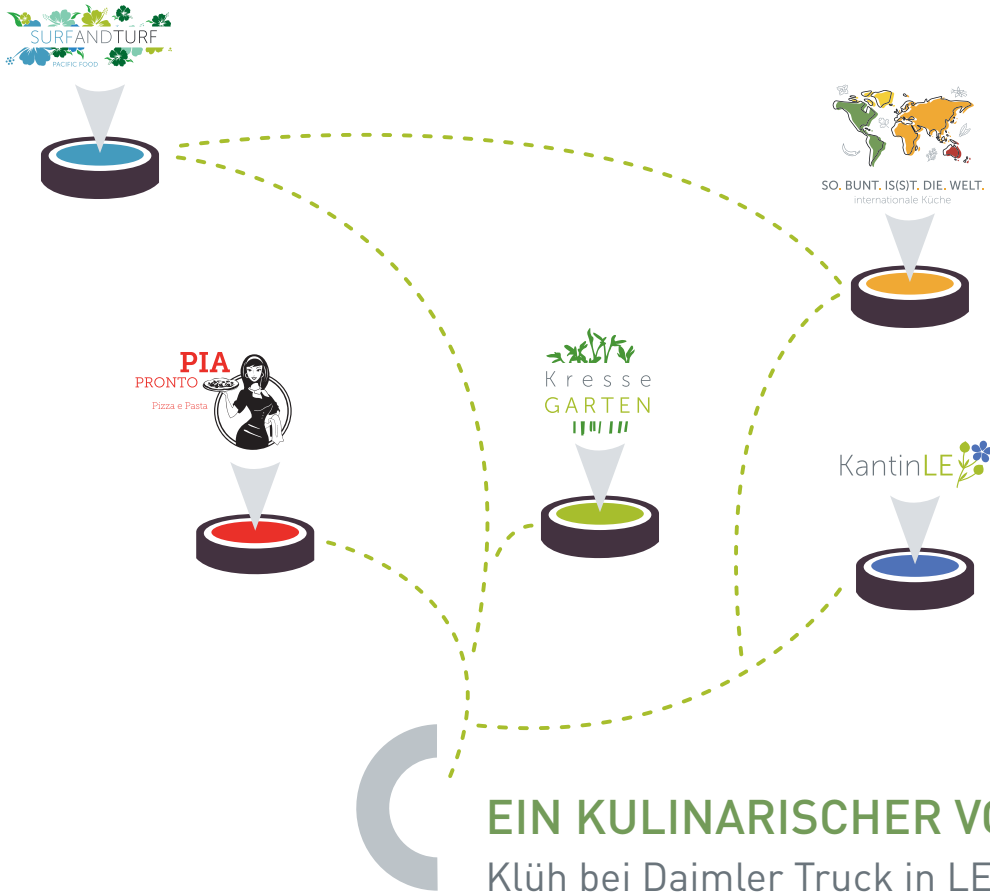 SURFANDTURF
PACIFIC FOOD
SO. BUNT. IS(S)T. DIE. WELT.
internationale Küche
PIA
PRONTO
Pizza e Pasta
Kresse
GARTEN
KantinLE
EIN KULINARISCHER VO
Klüh bei Daimler Truck in LE